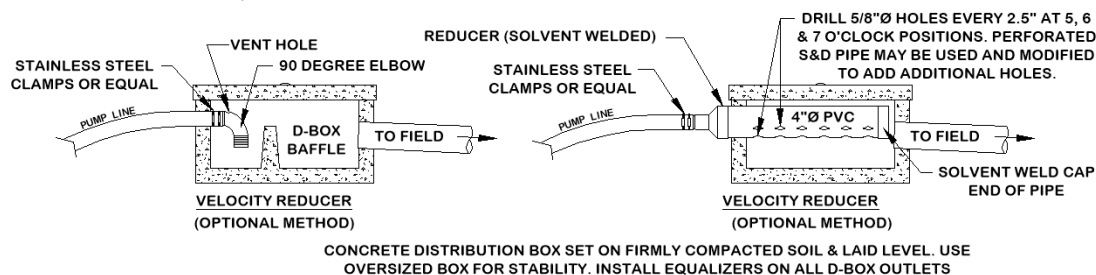 VENT HOLE
90 DEGREE ELBOW
STAINLESS STEEL
CLAMPS OR EQUAL
PUMP LINE
D-BOX
BAFFLE
TO FIELD
VELOCITY REDUCER
(OPTIONAL METHOD)
DRILL 5/8"Ø HOLES EVERY 2.5" AT 5, 6
& 7 O'CLOCK POSITIONS. PERFORATED
S&D PIPE MAY BE USED AND MODIFIED
TO ADD ADDITIONAL HOLES.
REDUCER (SOLVENT WELDED)
STAINLESS STEEL
CLAMPS OR EQUAL
PUMP LINE
4"Ø PVC
TO FIELD
SOLVENT WELD CAP
END OF PIPE
VELOCITY REDUCER
(OPTIONAL METHOD)
CONCRETE DISTRIBUTION BOX SET ON FIRMLY COMPACTED SOIL & LAID LEVEL. USE
OVERSIZED BOX FOR STABILITY. INSTALL EQUALIZERS ON ALL D-BOX OUTLETS